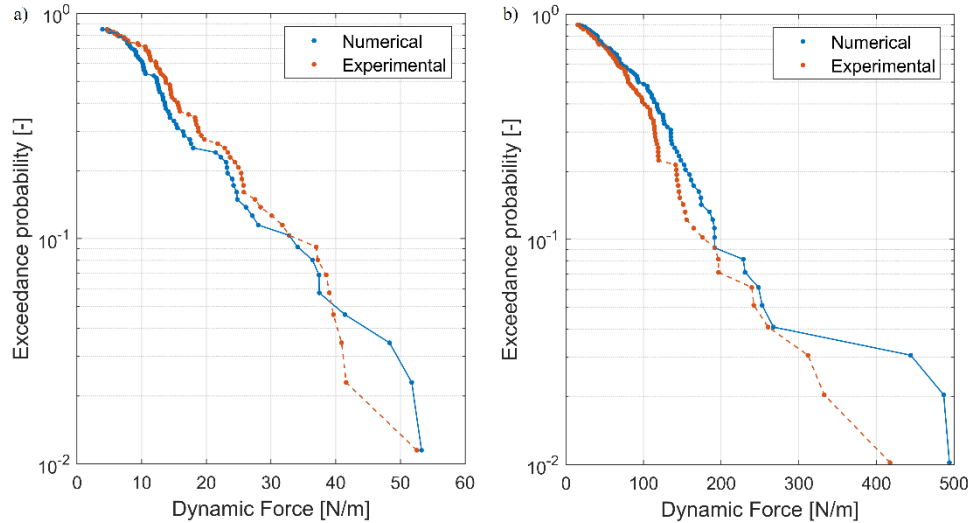 a)
10^0
Numerical
Experimental
10^-1
10^-2
Exceedance probability [-]
0 10 20 30 40 50 60
Dynamic Force [N/m]
b)
10^0
Numerical
Experimental
10^-1
10^-2
Exceedance probability [-]
0 100 200 300 400 500
Dynamic Force [N/m]